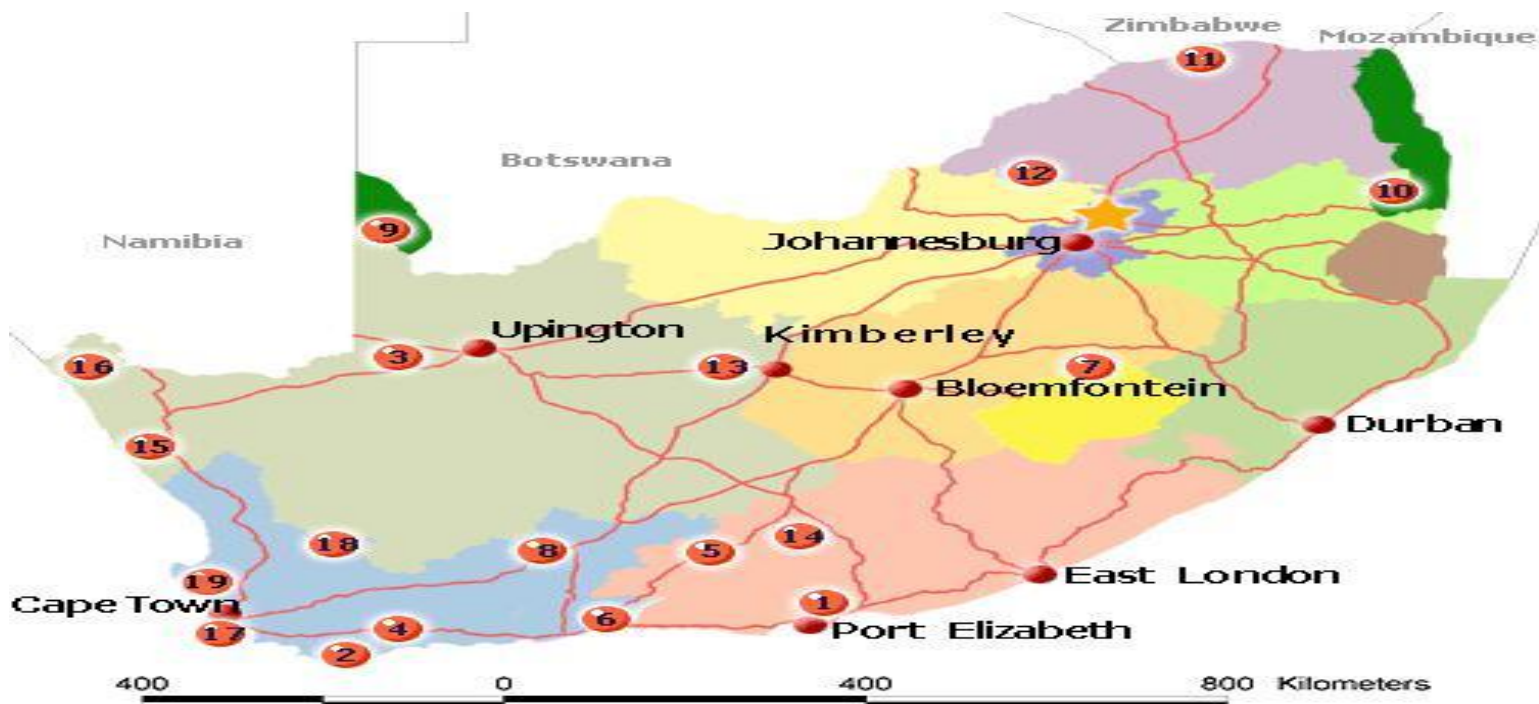 Zimbabwe
Mozambique
11
Botswana
12
10
9
Namibia
Johannesburg
Upington
Kimberley
3
16
13
7
Bloemfontein
Durban
15
18
8
5
14
19
East London
Cape Town
1
6
17
4
Port Elizabeth
2
400 0 400 800 Kilometers